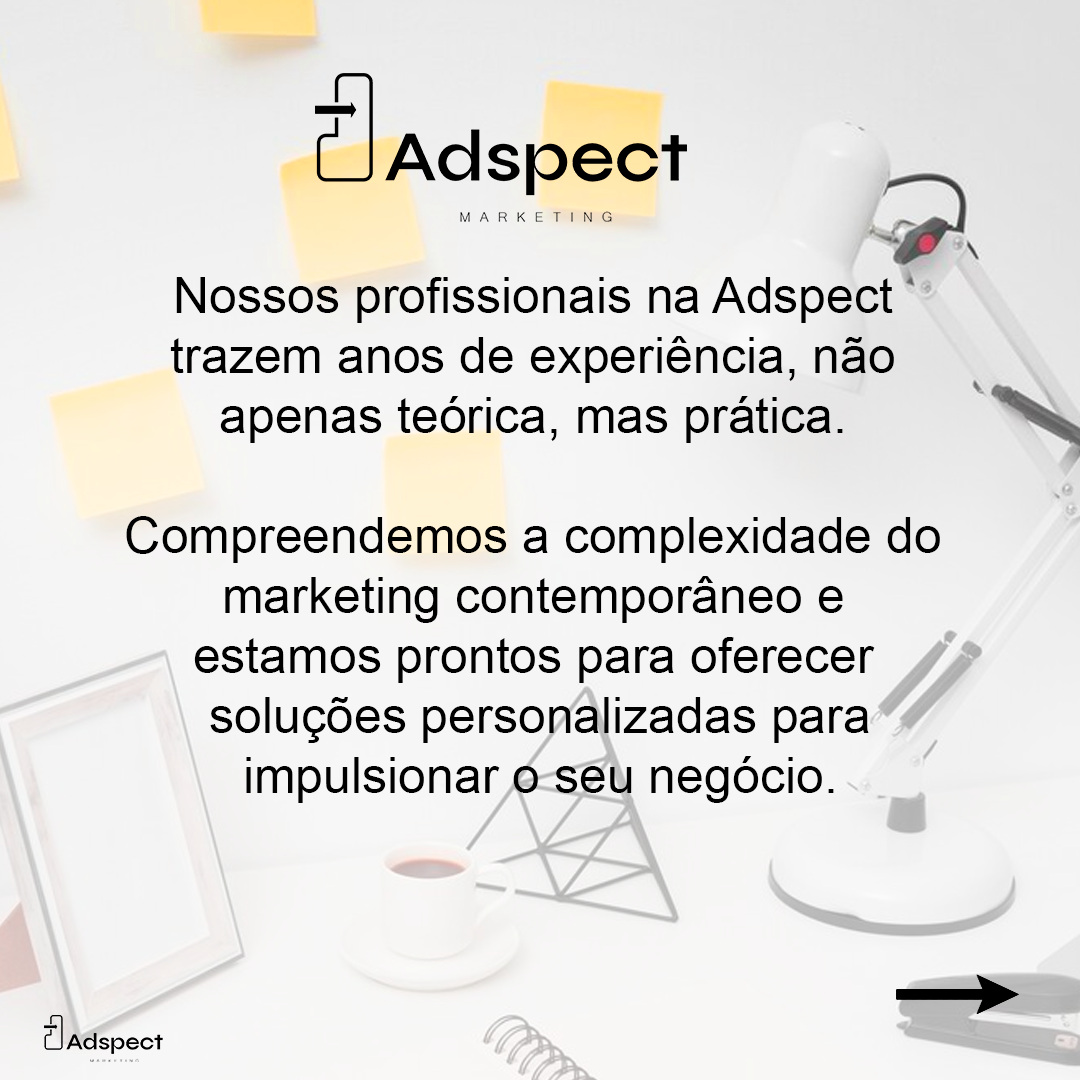 Adspect
MARKETING
Nossos profissionais na Adspect
trazem anos de experiência, não
apenas teórica, mas prática.
Compreendemos a complexidade do
marketing contemporâneo e
estamos prontos para oferecer
soluções personalizadas para
impulsionar o seu negócio.
Adspect
MARKETING